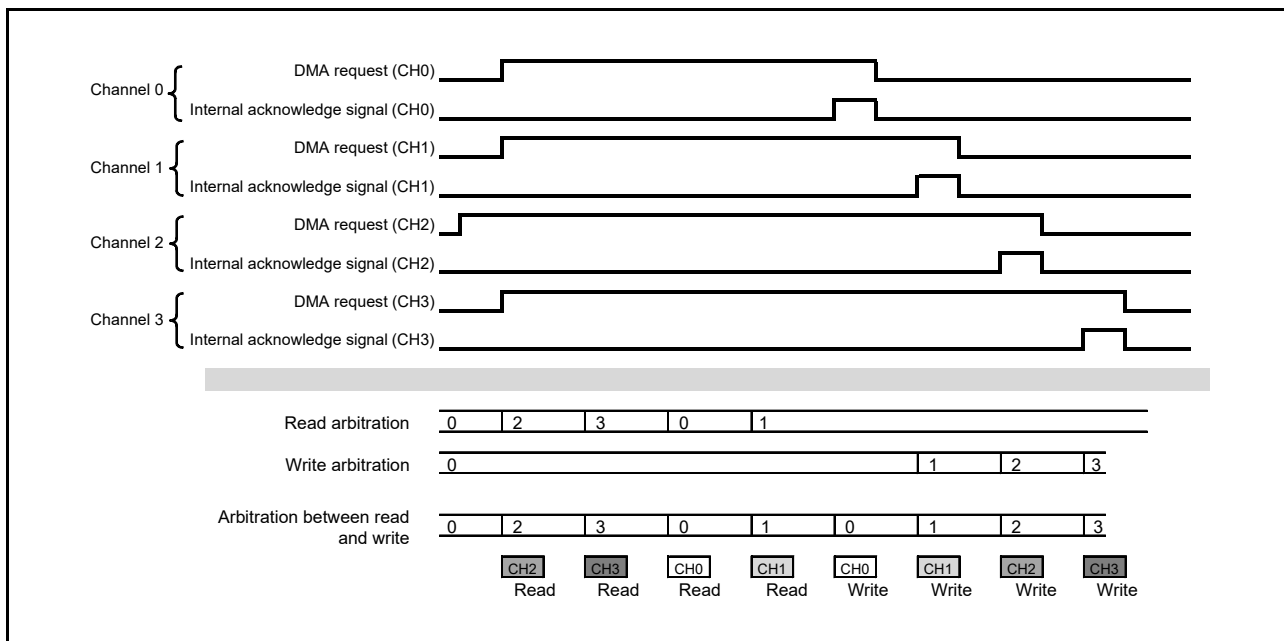 Channel 0
DMA request (CH0)
Internal acknowledge signal (CH0)
Channel 1
DMA request (CH1)
Internal acknowledge signal (CH1)
Channel 2
DMA request (CH2)
Internal acknowledge signal (CH2)
Channel 3
DMA request (CH3)
Internal acknowledge signal (CH3)
Read arbitration 0 2 3 0 1
Write arbitration 0 1 2 3
Arbitration between read
and write
0 2 3 0 1 0 1 2 3
CH2 CH3 CH0 CH1 CH0 CH1 CH2 CH3
Read Read Read Read Write Write Write Write